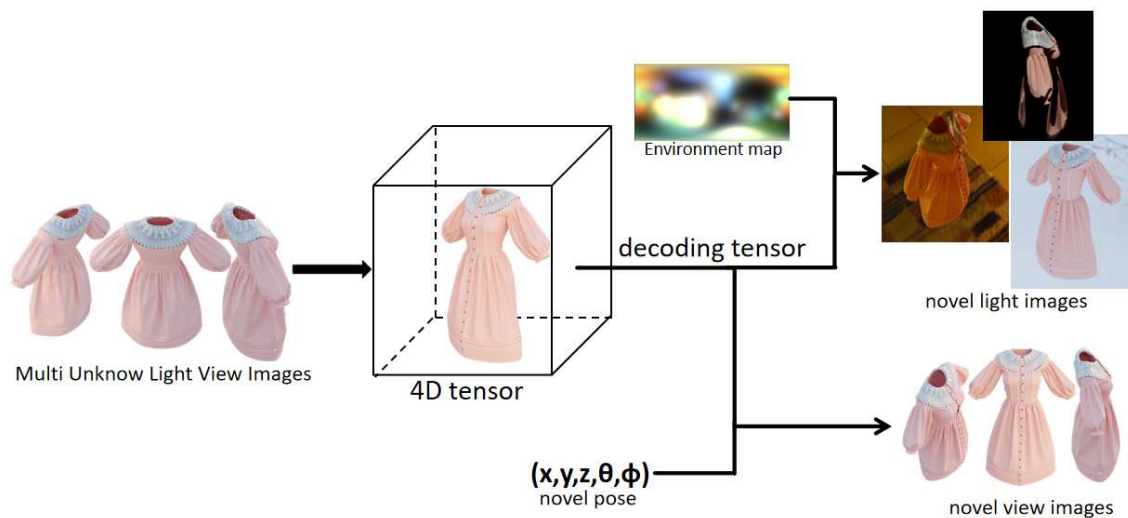 Multi Unknow Light View Images
4D tensor
Environment map
decoding tensor
(x,y,z,θ,ϕ)
novel pose
novel light images
novel view images